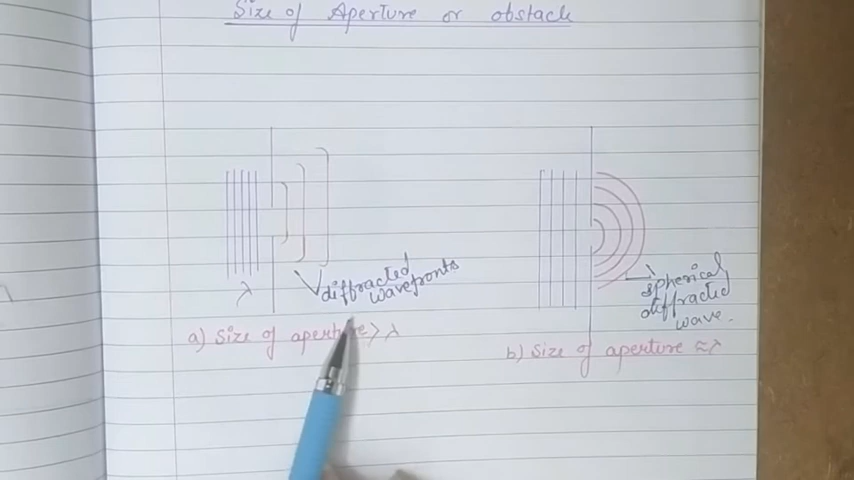 Size of Aperture or obstacle
diffracted
wavefronts
λ
a) Size of aperture > λ
spherical
diffracted
wave.
b) Size of aperture ≈ λ